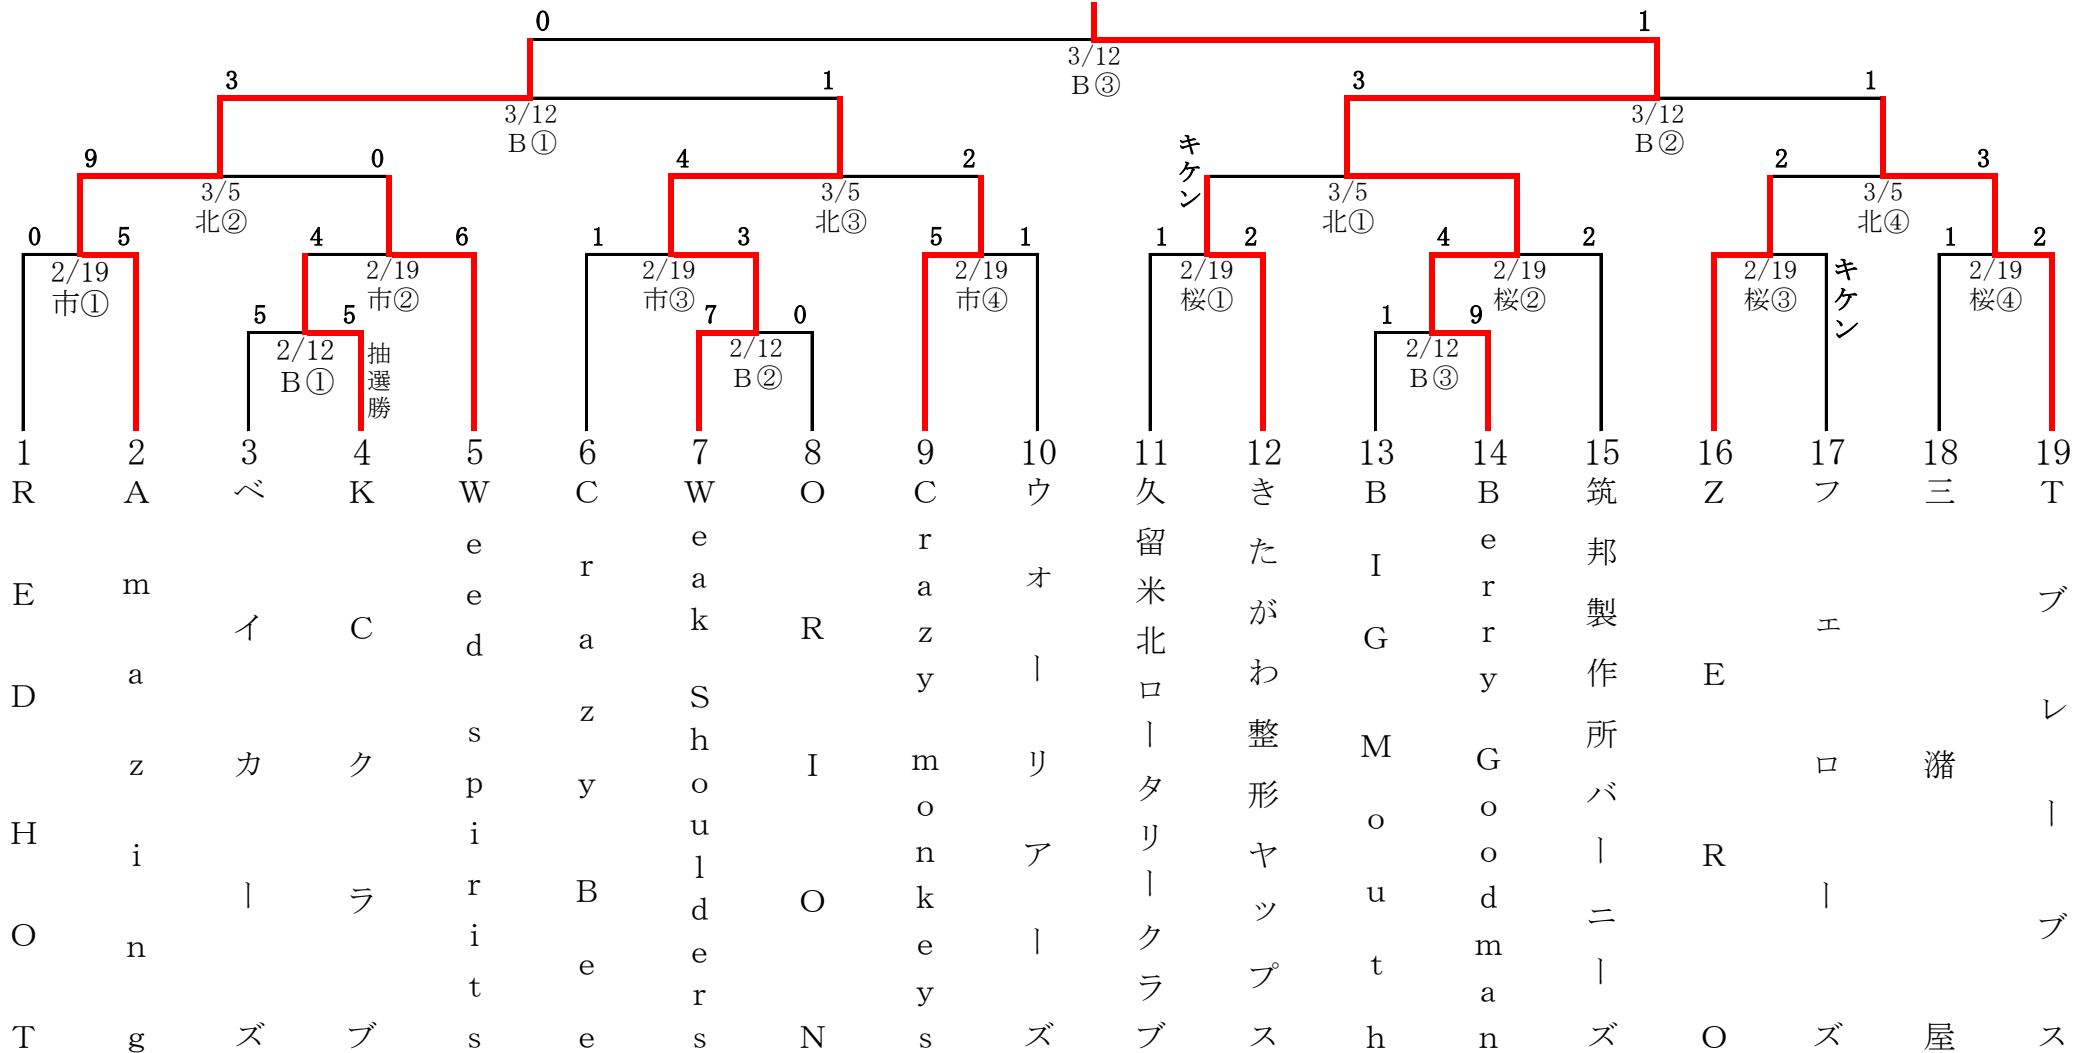 0 1
3/12
B③
3 1 3 1
3/12 3/12
B① B②
9 0 4 2 キケン 2 3
3/5 3/5 3/5 3/5
北② 北③ 北① 北④
0 5 4 6 1 3 5 1 1 2 4 2 1 2
2/19 2/19 2/19 2/19 2/19 2/19 2/19 2/19
市① 市② 市③ 市④ 桜① 桜② 桜③ キケン 桜④
5 5 7 0 1 9
2/12 2/12 2/12
B① 抽選勝 B② B③
1 2 3 4 5 6 7 8 9 10 11 12 13 14 15 16 17 18 19
RED HOT
Amazing
ベイカーズ
KCクラブ
Weed spirits
Crazy Bee
Weak Shoulders
ORION
Crazy monkeys
ウォーリアーズ
久留米北ロータリークラブ
きたがわ整形ヤップス
BIG Mouth
Berry Goodman
筑邦製作所バーニーズ
ZERO
フェローズ
三潴屋
Tブレーブス